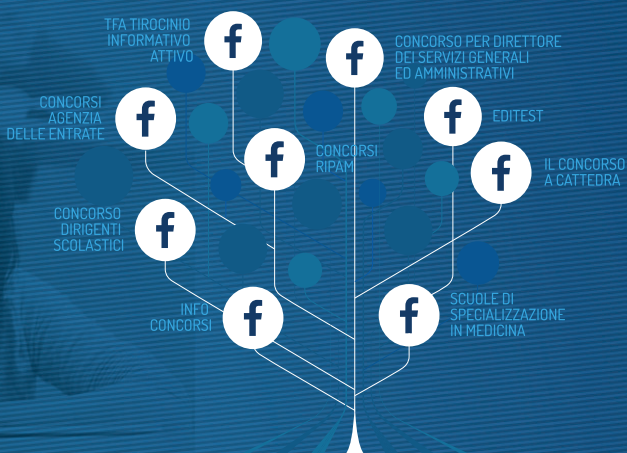 TFA TIROCINIO
INFORMATIVO
ATTIVO
CONCORSO PER DIRETTORE
DEI SERVIZI GENERALI
ED AMMINISTRATIVI
CONCORSI
AGENZIA
DELLE ENTRATE
EDITEST
CONCORSI
RIPAM
IL CONCORSO
A CATTEDRA
CONCORSO
DIRIGENTI
SCOLASTICI
INFO
CONCORSI
SCUOLE DI
SPECIALIZZAZIONE
IN MEDICINA